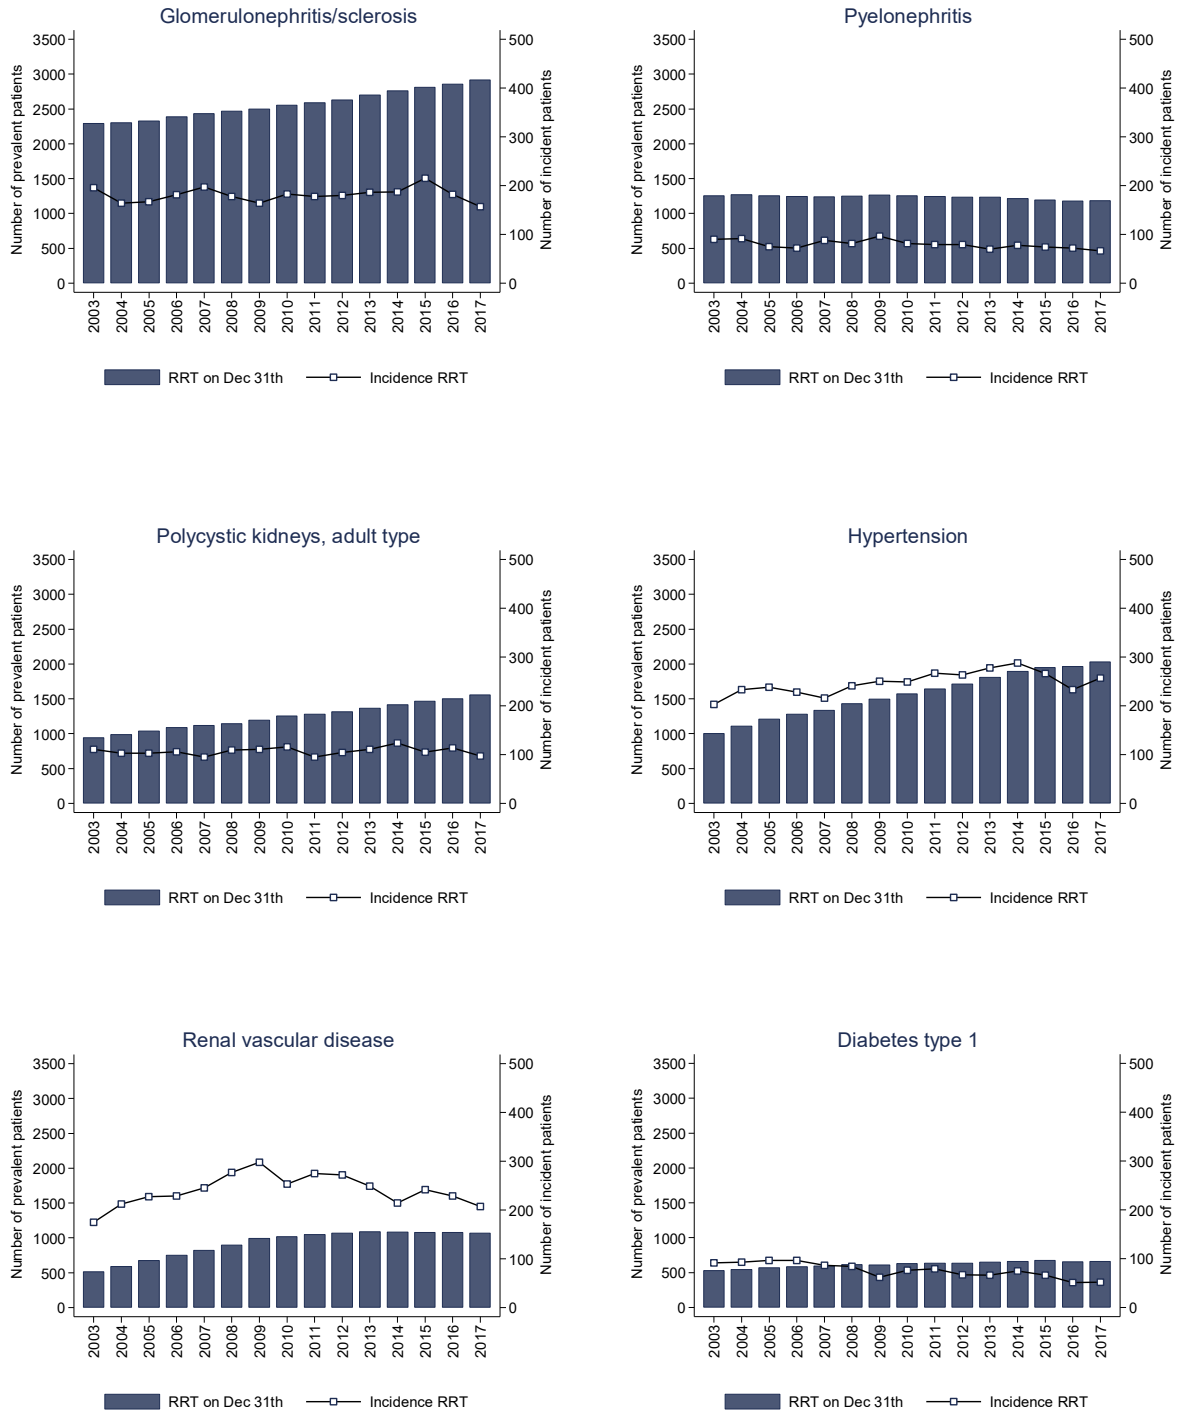 Glomerulonephritis/sclerosis
Number of prevalent patients
3500
3000
2500
2000
1500
1000
500
0
500
400
300
200
100
0
Number of incident patients
2003 2004 2005 2006 2007 2008 2009 2010 2011 2012 2013 2014 2015 2016 2017
RRT on Dec 31th Incidence RRT
Pyelonephritis
Number of prevalent patients
3500
3000
2500
2000
1500
1000
500
0
500
400
300
200
100
0
Number of incident patients
2003 2004 2005 2006 2007 2008 2009 2010 2011 2012 2013 2014 2015 2016 2017
RRT on Dec 31th Incidence RRT
Polycystic kidneys, adult type
Number of prevalent patients
3500
3000
2500
2000
1500
1000
500
0
500
400
300
200
100
0
Number of incident patients
2003 2004 2005 2006 2007 2008 2009 2010 2011 2012 2013 2014 2015 2016 2017
RRT on Dec 31th Incidence RRT
Hypertension
Number of prevalent patients
3500
3000
2500
2000
1500
1000
500
0
500
400
300
200
100
0
Number of incident patients
2003 2004 2005 2006 2007 2008 2009 2010 2011 2012 2013 2014 2015 2016 2017
RRT on Dec 31th Incidence RRT
Renal vascular disease
Number of prevalent patients
3500
3000
2500
2000
1500
1000
500
0
500
400
300
200
100
0
Number of incident patients
2003 2004 2005 2006 2007 2008 2009 2010 2011 2012 2013 2014 2015 2016 2017
RRT on Dec 31th Incidence RRT
Diabetes type 1
Number of prevalent patients
3500
3000
2500
2000
1500
1000
500
0
500
400
300
200
100
0
Number of incident patients
2003 2004 2005 2006 2007 2008 2009 2010 2011 2012 2013 2014 2015 2016 2017
RRT on Dec 31th Incidence RRT